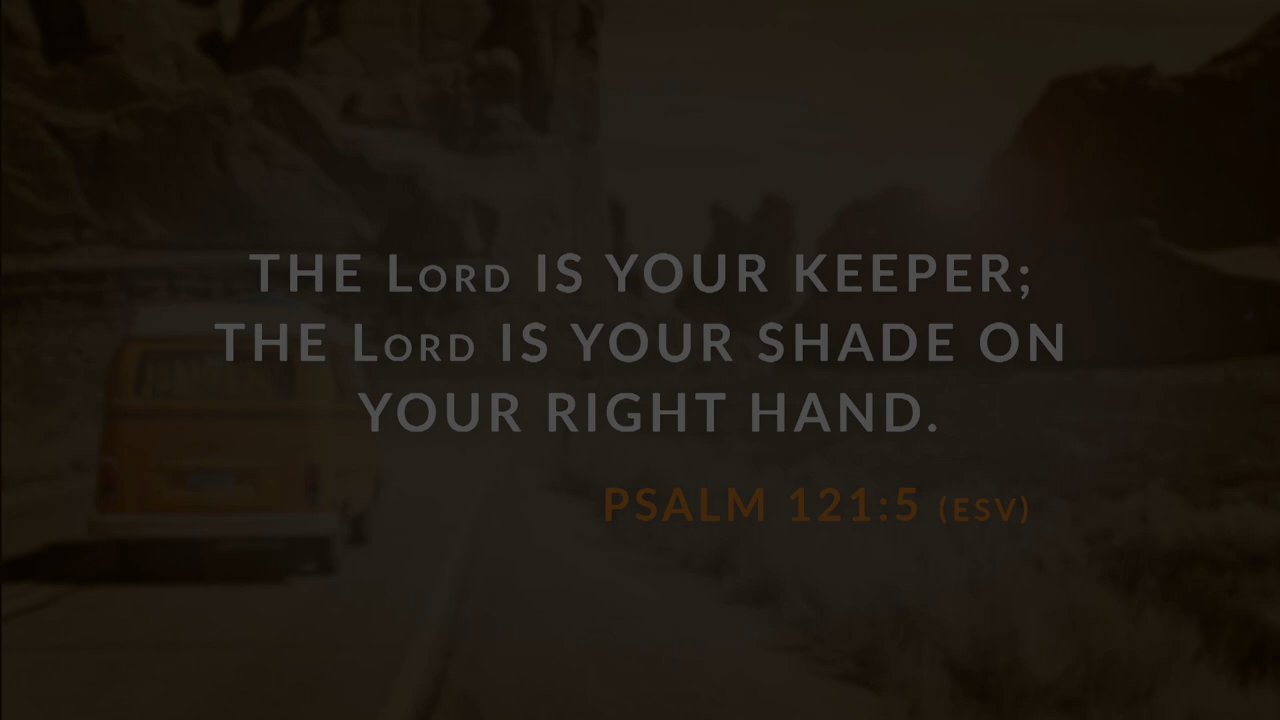 THE LORD IS YOUR KEEPER;
THE LORD IS YOUR SHADE ON
YOUR RIGHT HAND.
PSALM 121:5 (ESV)